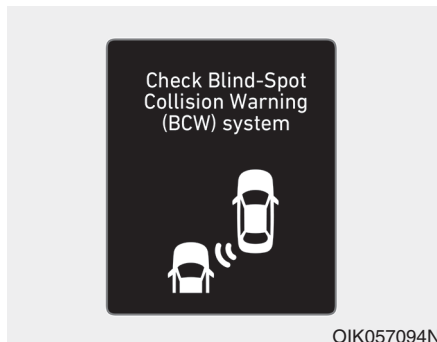 Check Blind-Spot
Collision Warning
(BCW) system
OIK057094N